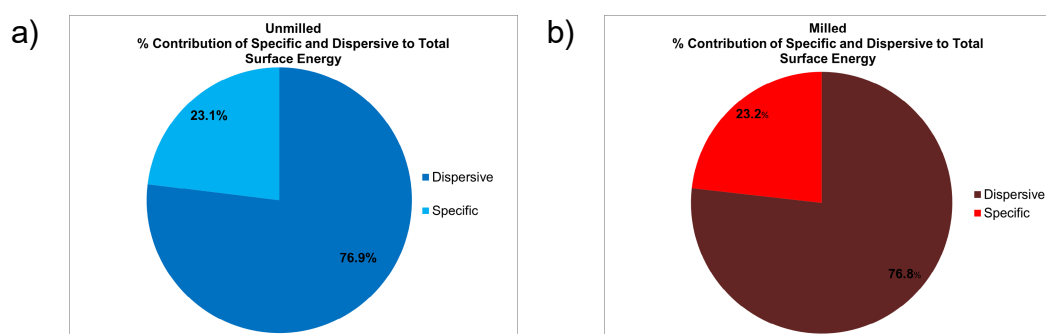 a)
Unmilled
% Contribution of Specific and Dispersive to Total
Surface Energy
23.1%
76.9%
Dispersive
Specific
b)
Milled
% Contribution of Specific and Dispersive to Total
Surface Energy
23.2%
76.8%
Dispersive
Specific